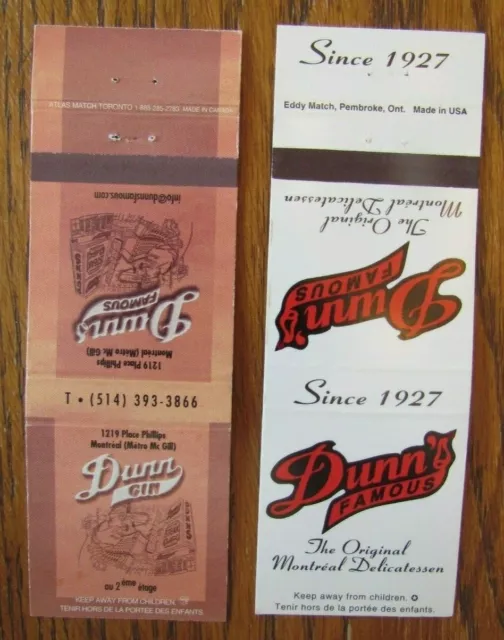 ATLAS MATCH TORONTO 1-888-285-2780 MADE IN CANADA
info@dunnsfamous.com
Dunn's
FAMOUS
1219 Place Phillips
Montréal (Métro Mc Gill)
T • (514) 393-3866
1219 Place Phillips
Montréal (Métro Mc Gill)
Dunn
GIN
au 2ème étage
KEEP AWAY FROM CHILDREN.
TENIR HORS DE LA PORTEE DES ENFANTS.
Since 1927
Eddy Match, Pembroke, Ont. Made in USA
The Original
Montréal Delicatessen
Dunn's
FAMOUS
Since 1927
Dunn's
FAMOUS
The Original
Montréal Delicatessen
Keep away from children.
Tenir hors de la portée des enfants.